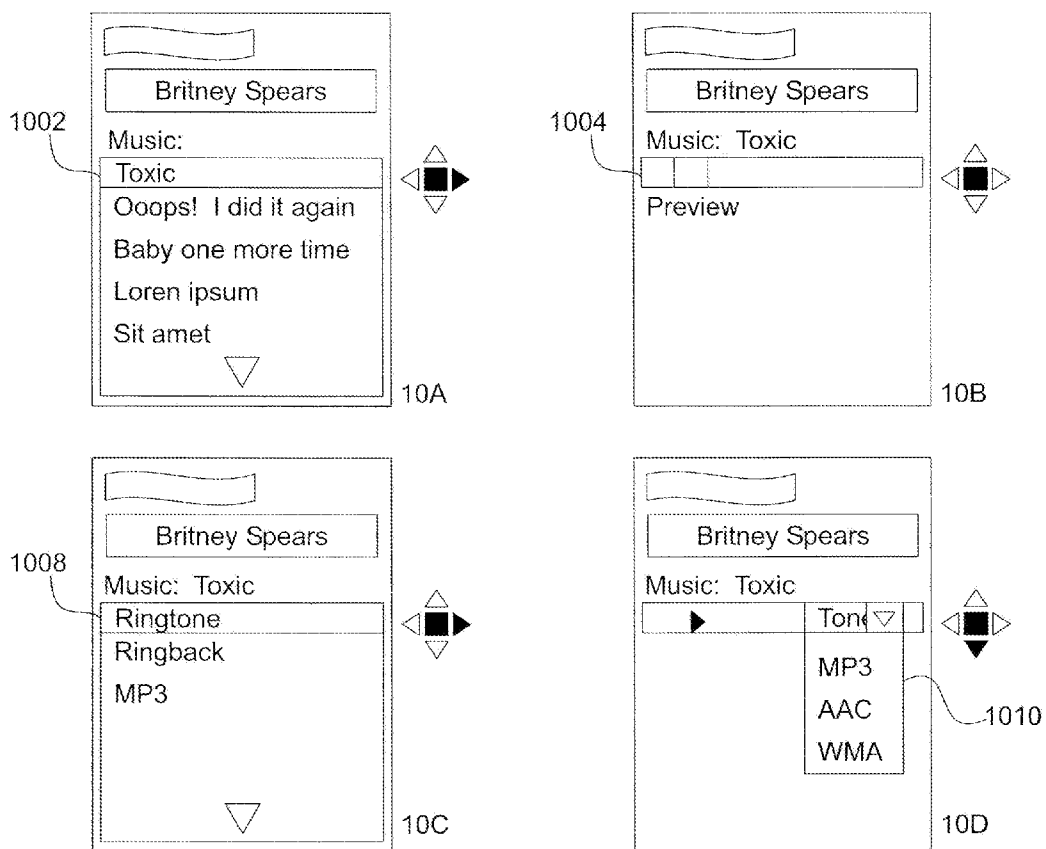 Britney Spears
1002
Music:
Toxic
Ooops! I did it again
Baby one more time
Loren ipsum
Sit amet
10A
Britney Spears
1004
Music: Toxic
Preview
10B
Britney Spears
1008
Music: Toxic
Ringtone
Ringback
MP3
10C
Britney Spears
Music: Toxic
Tone
MP3
AAC
WMA
1010
10D